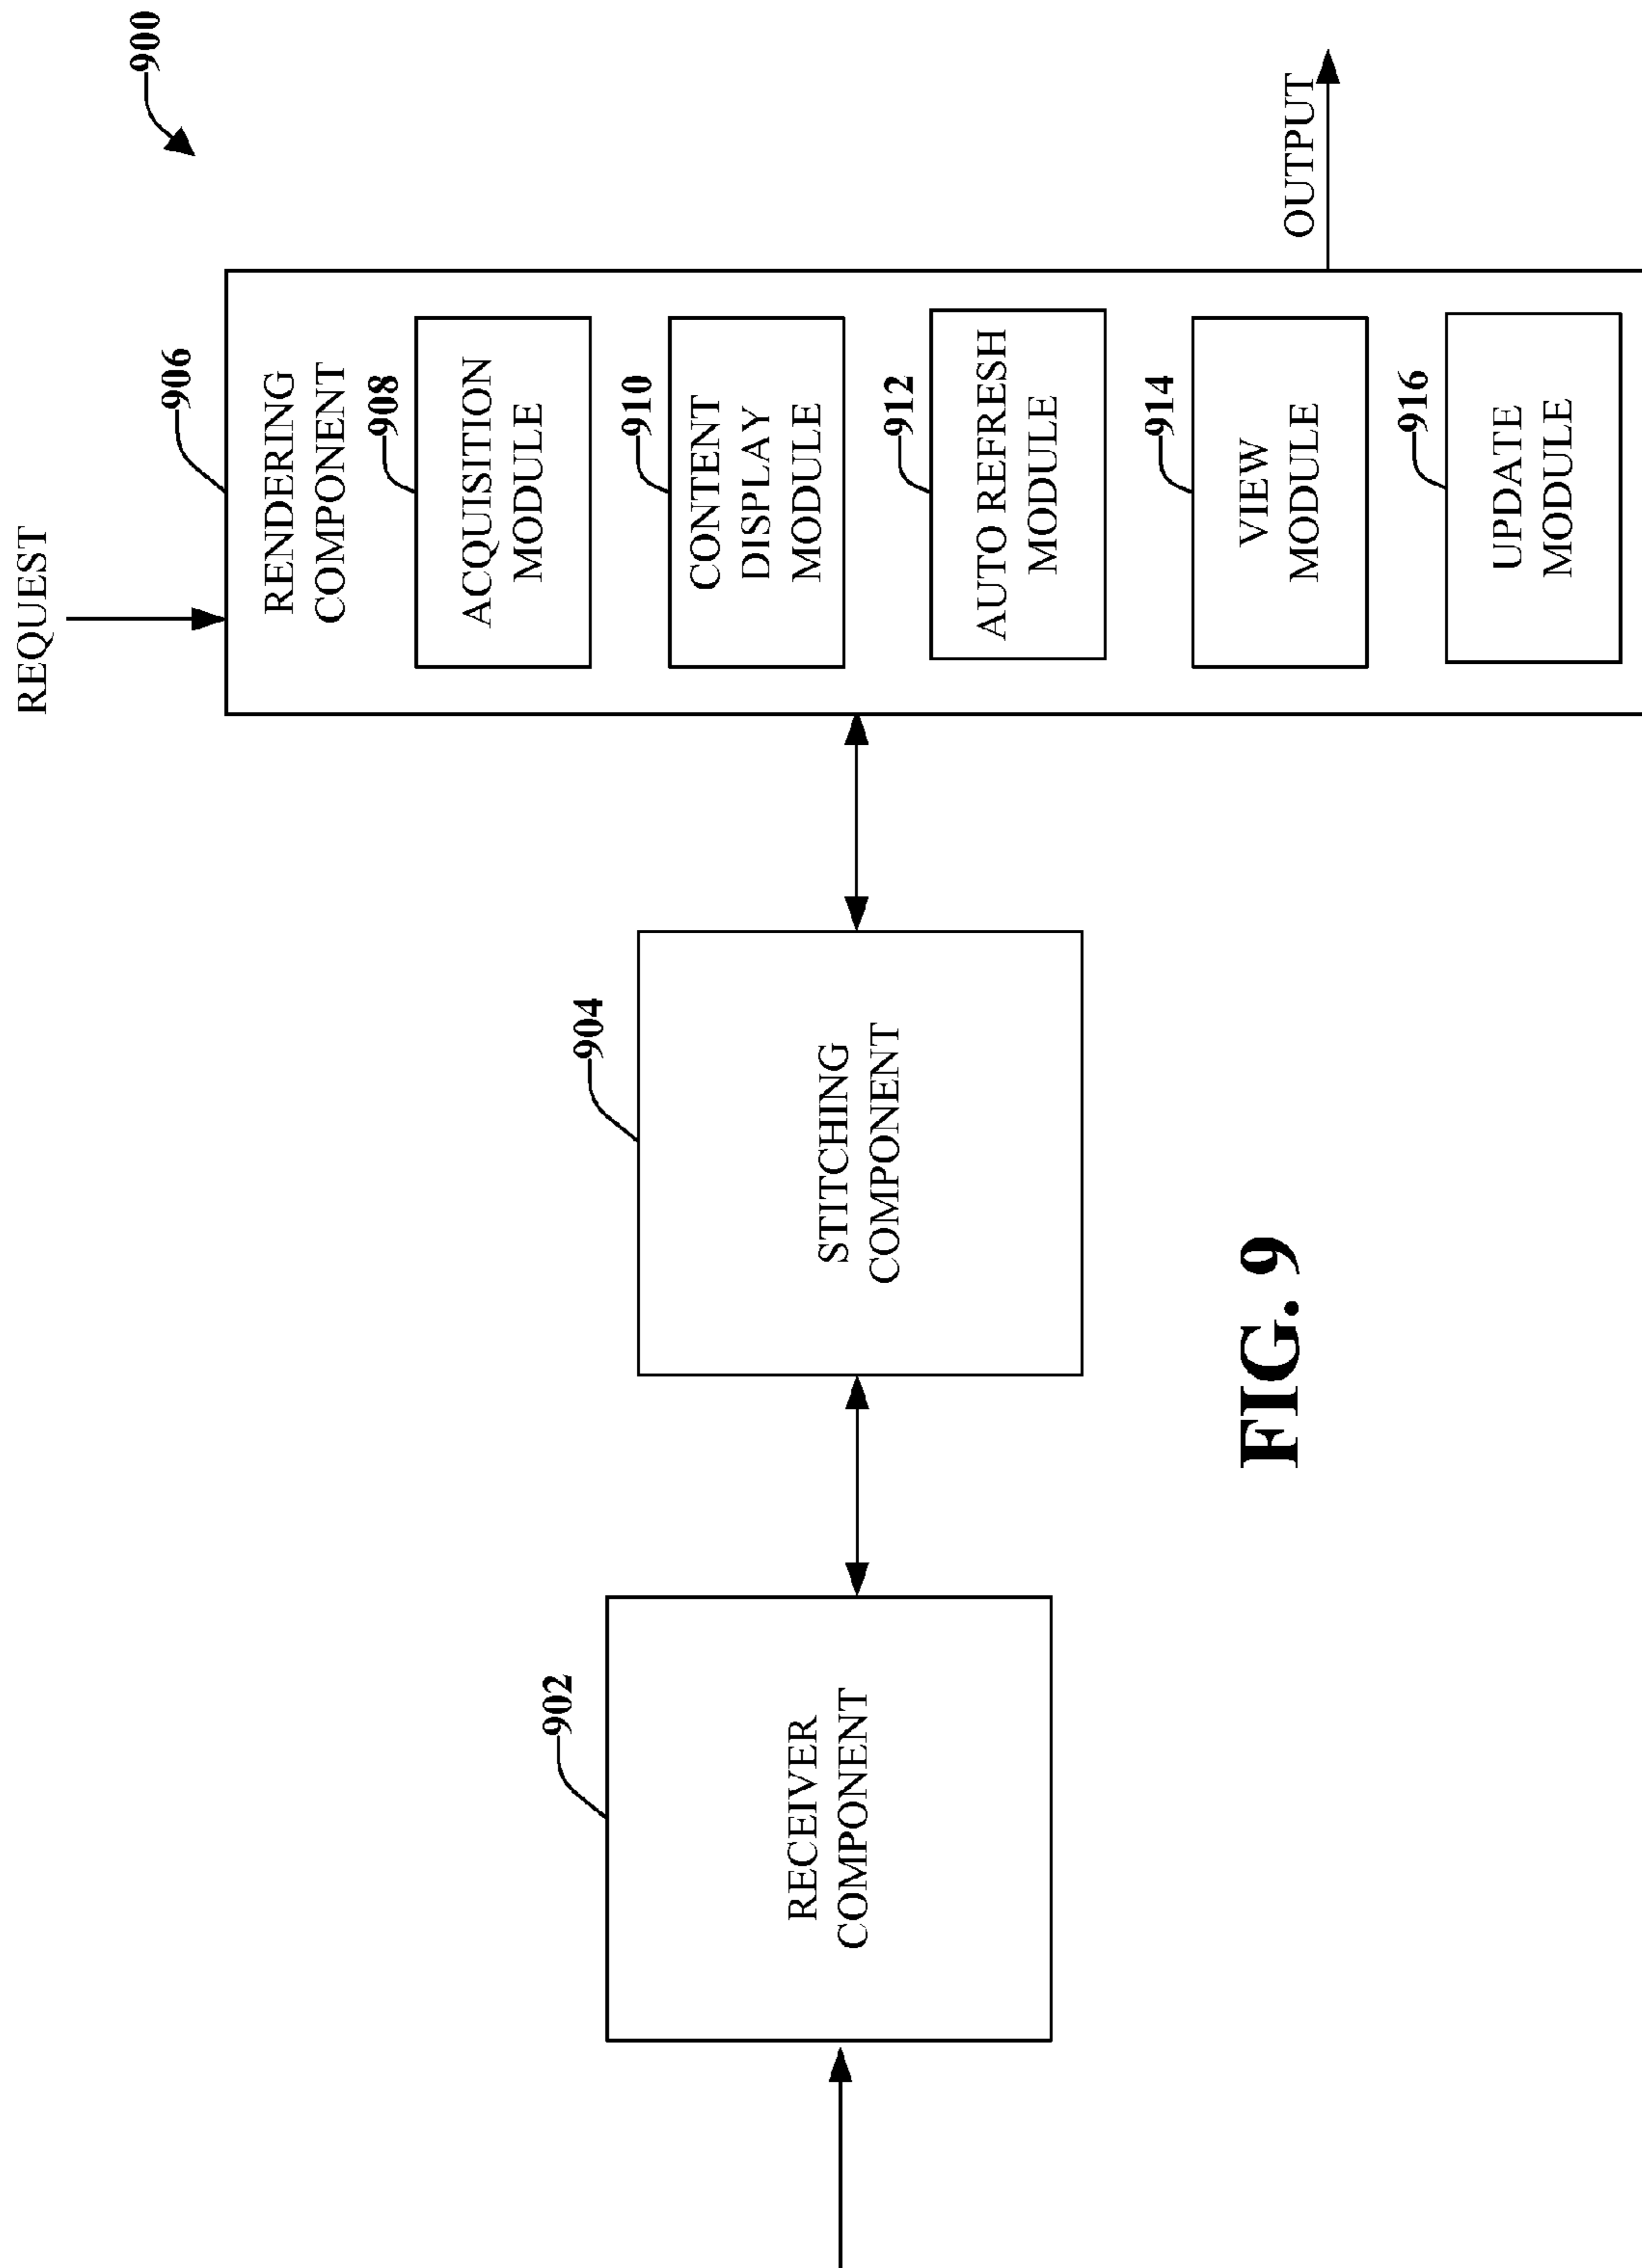 900
REQUEST
906
RENDERING
COMPONENT
908
ACQUISITION
MODULE
910
CONTENT
DISPLAY
MODULE
912
AUTO REFRESH
MODULE
914
VIEW
MODULE
916
UPDATE
MODULE
OUTPUT
904
STITCHING
COMPONENT
902
RECEIVER
COMPONENT
FIG. 9